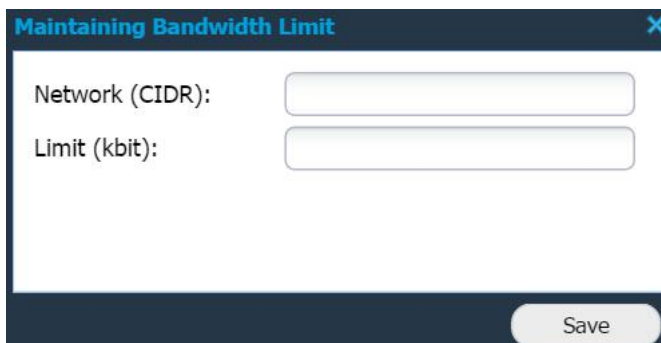 Maintaining Bandwidth Limit
Network (CIDR):
Limit (kbit):
Save